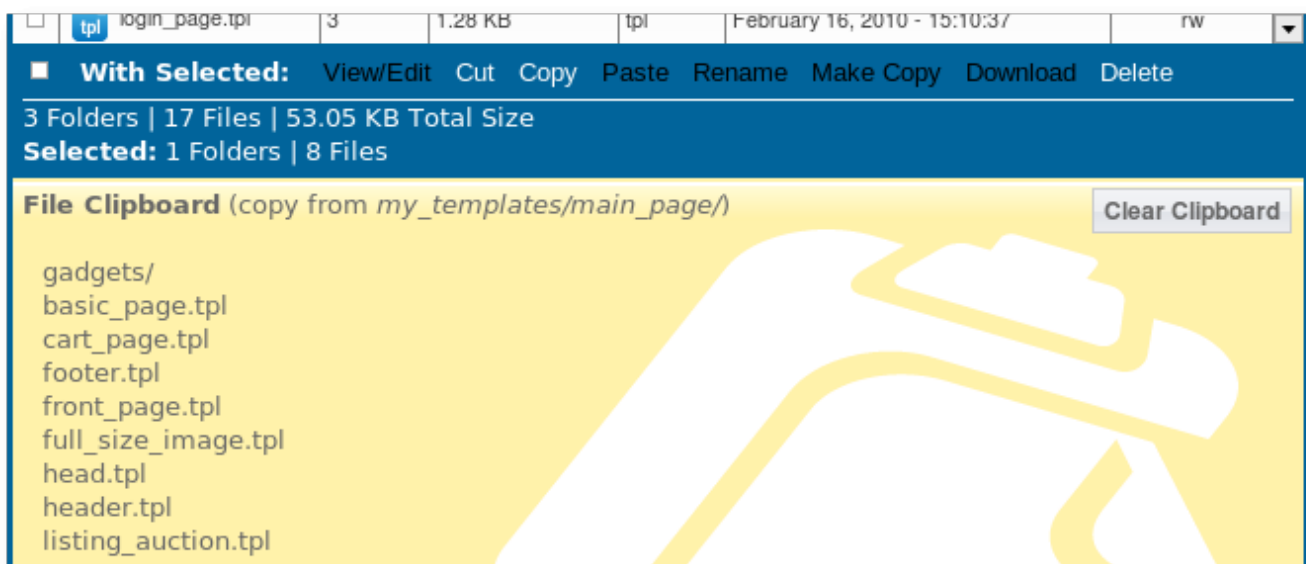 tpl login_page.tpl 3 1.28 KB tpl February 16, 2010 - 15:10:37 rw
With Selected: View/Edit Cut Copy Paste Rename Make Copy Download Delete
3 Folders | 17 Files | 53.05 KB Total Size
Selected: 1 Folders | 8 Files
File Clipboard (copy from my_templates/main_page/) Clear Clipboard
gadgets/
basic_page.tpl
cart_page.tpl
footer.tpl
front_page.tpl
full_size_image.tpl
head.tpl
header.tpl
listing_auction.tpl